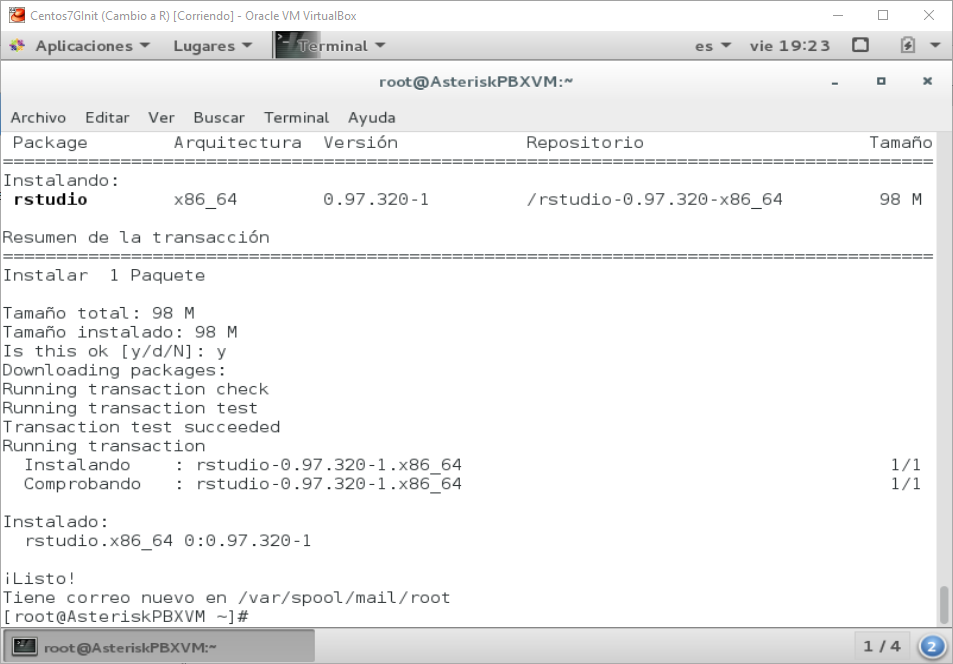 Centos7GInit (Cambio a R) [Corriendo] - Oracle VM VirtualBox
Aplicaciones Lugares Terminal es vie 19:23
root@AsteriskPBXVM:~
Archivo Editar Ver Buscar Terminal Ayuda
Package Arquitectura Versión Repositorio Tamaño
================================================================================
Instalando:
rstudio x86_64 0.97.320-1 /rstudio-0.97.320-x86_64 98 M
Resumen de la transacción
================================================================================
Instalar 1 Paquete
Tamaño total: 98 M
Tamaño instalado: 98 M
Is this ok [y/d/N]: y
Downloading packages:
Running transaction check
Running transaction test
Transaction test succeeded
Running transaction
Instalando : rstudio-0.97.320-1.x86_64 1/1
Comprobando : rstudio-0.97.320-1.x86_64 1/1
Instalado:
rstudio.x86_64 0:0.97.320-1
¡Listo!
Tiene correo nuevo en /var/spool/mail/root
[root@AsteriskPBXVM ~]#
root@AsteriskPBXVM:~ 1 / 4 2